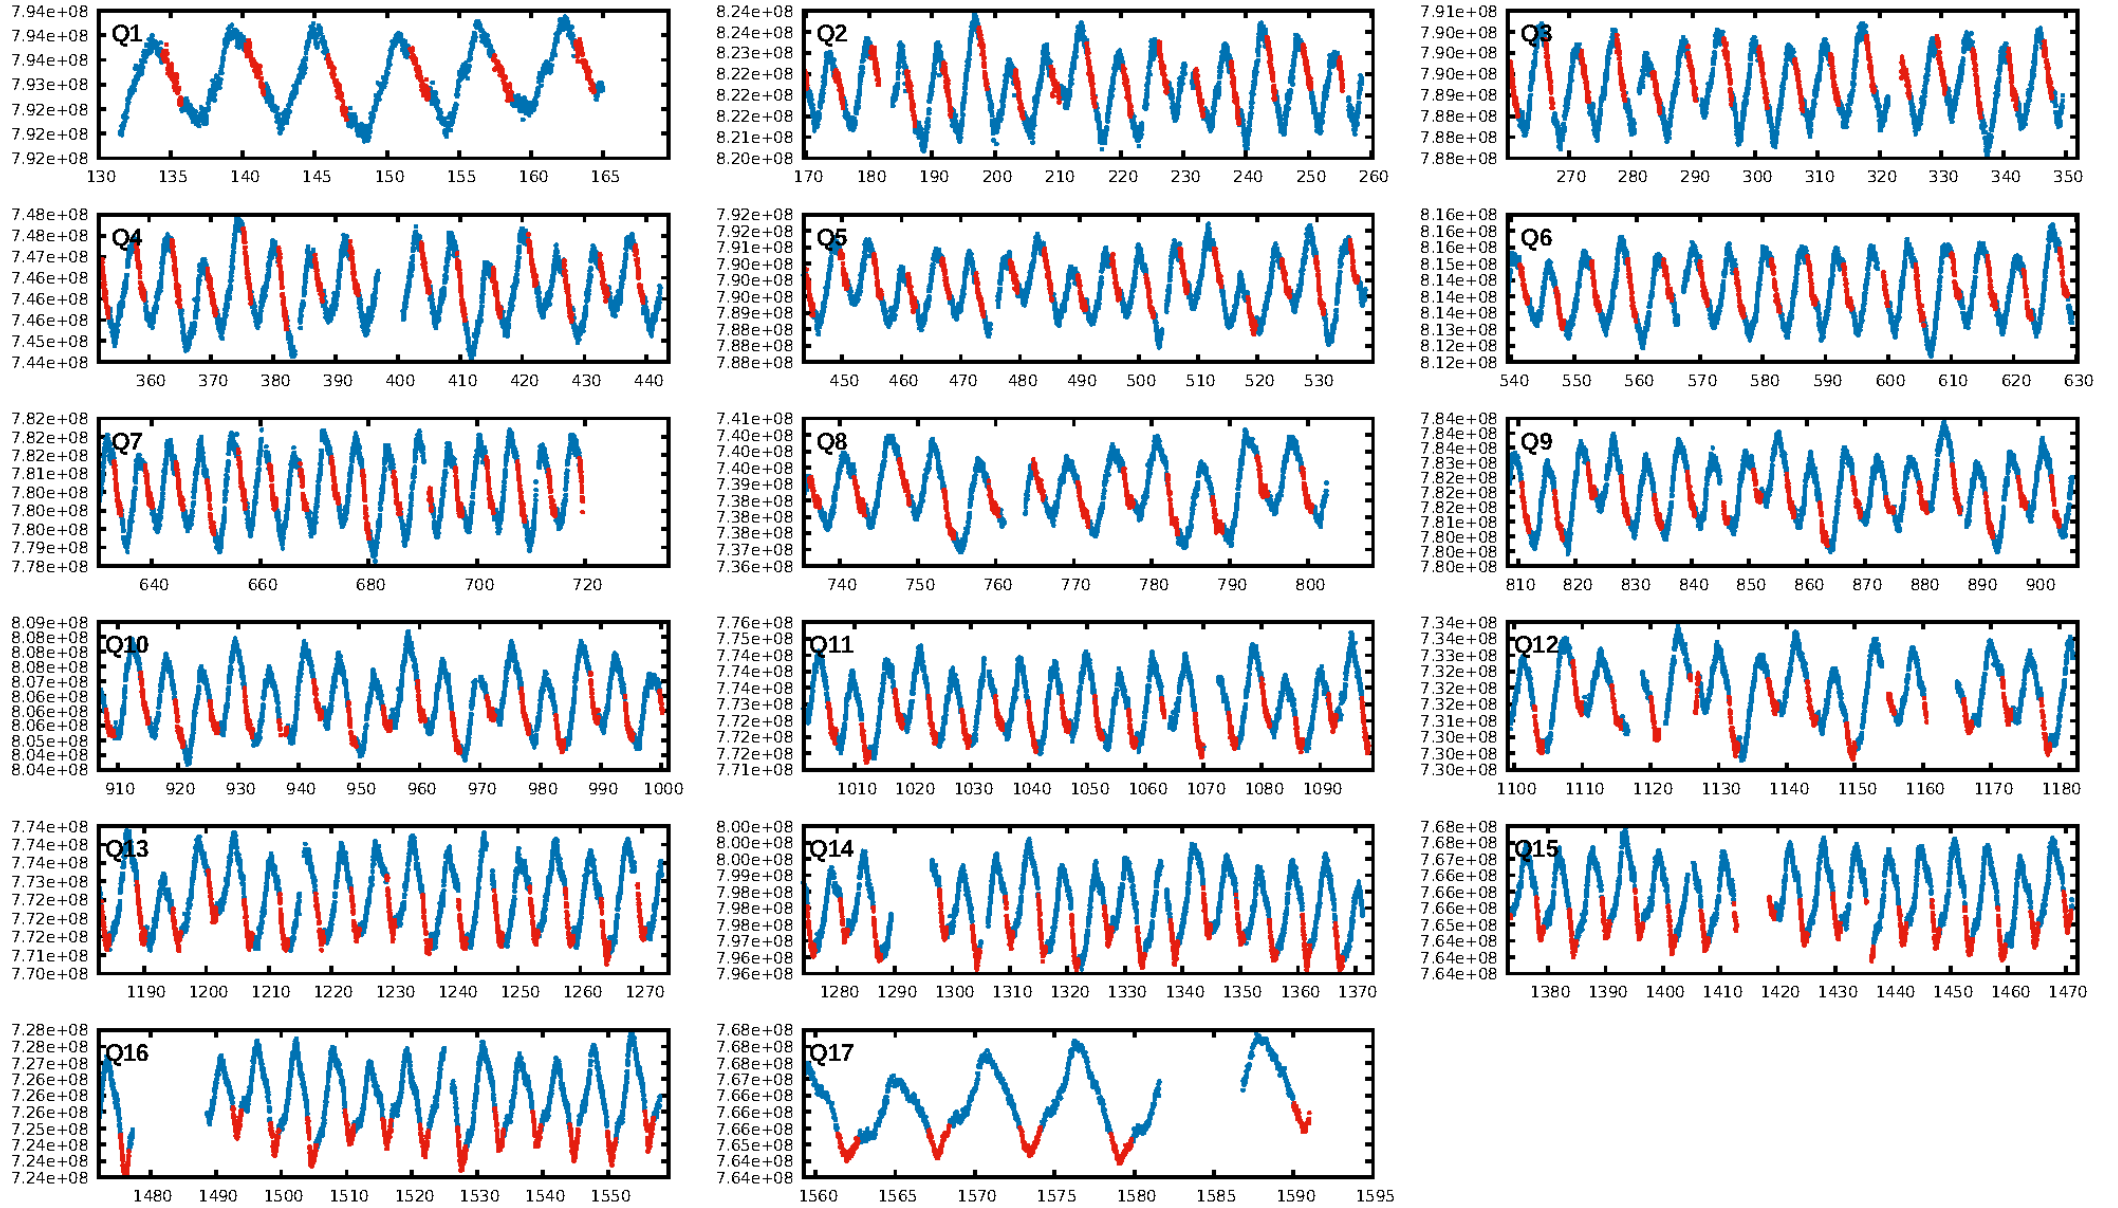 7.94e+08
7.94e+08
7.94e+08
7.93e+08
7.92e+08
7.92e+08
7.92e+08
Q1
130 135 140 145 150 155 160 165
8.24e+08
8.23e+08
8.23e+08
8.22e+08
8.22e+08
8.22e+08
8.21e+08
8.20e+08
Q2
170 180 190 200 210 220 230 240 250 260
7.91e+08
7.90e+08
7.90e+08
7.90e+08
7.89e+08
7.88e+08
7.88e+08
7.88e+08
Q3
270 280 290 300 310 320 330 340 350
7.48e+08
7.48e+08
7.47e+08
7.46e+08
7.46e+08
7.46e+08
7.45e+08
7.44e+08
Q4
360 370 380 390 400 410 420 430 440
7.92e+08
7.92e+08
7.91e+08
7.90e+08
7.90e+08
7.90e+08
7.89e+08
7.88e+08
7.88e+08
7.88e+08
Q5
450 460 470 480 490 500 510 520 530
8.16e+08
8.16e+08
8.16e+08
8.15e+08
8.14e+08
8.14e+08
8.14e+08
8.13e+08
8.12e+08
8.12e+08
Q6
540 550 560 570 580 590 600 610 620 630
7.82e+08
7.82e+08
7.82e+08
7.81e+08
7.80e+08
7.80e+08
7.80e+08
7.79e+08
7.78e+08
Q7
640 660 680 700 720
7.41e+08
7.40e+08
7.40e+08
7.39e+08
7.39e+08
7.38e+08
7.38e+08
7.38e+08
7.37e+08
7.36e+08
Q8
740 750 760 770 780 790 800
7.84e+08
7.84e+08
7.83e+08
7.83e+08
7.82e+08
7.82e+08
7.82e+08
7.81e+08
7.80e+08
7.80e+08
7.80e+08
Q9
810 820 830 840 850 860 870 880 890 900
8.09e+08
8.08e+08
8.08e+08
8.07e+08
8.07e+08
8.06e+08
8.06e+08
8.06e+08
8.05e+08
8.04e+08
8.04e+08
Q10
910 920 930 940 950 960 970 980 990 1000
7.76e+08
7.75e+08
7.74e+08
7.74e+08
7.74e+08
7.73e+08
7.72e+08
7.72e+08
7.72e+08
7.71e+08
Q11
1010 1020 1030 1040 1050 1060 1070 1080 1090
7.34e+08
7.34e+08
7.33e+08
7.33e+08
7.32e+08
7.32e+08
7.31e+08
7.31e+08
7.30e+08
7.30e+08
Q12
1100 1110 1120 1130 1140 1150 1160 1170 1180
7.74e+08
7.74e+08
7.74e+08
7.73e+08
7.72e+08
7.72e+08
7.72e+08
7.71e+08
7.70e+08
Q13
1190 1200 1210 1220 1230 1240 1250 1260 1270
8.00e+08
8.00e+08
8.00e+08
7.99e+08
7.98e+08
7.98e+08
7.98e+08
7.97e+08
7.96e+08
7.96e+08
Q14
1280 1290 1300 1310 1320 1330 1340 1350 1360 1370
7.68e+08
7.68e+08
7.67e+08
7.66e+08
7.66e+08
7.66e+08
7.65e+08
7.64e+08
7.64e+08
7.64e+08
Q15
1380 1390 1400 1410 1420 1430 1440 1450 1460 1470
7.28e+08
7.28e+08
7.27e+08
7.26e+08
7.26e+08
7.26e+08
7.25e+08
7.24e+08
7.24e+08
7.24e+08
Q16
1480 1490 1500 1510 1520 1530 1540 1550
7.68e+08
7.68e+08
7.67e+08
7.66e+08
7.66e+08
7.66e+08
7.65e+08
7.64e+08
7.64e+08
7.64e+08
Q17
1560 1565 1570 1575 1580 1585 1590 1595